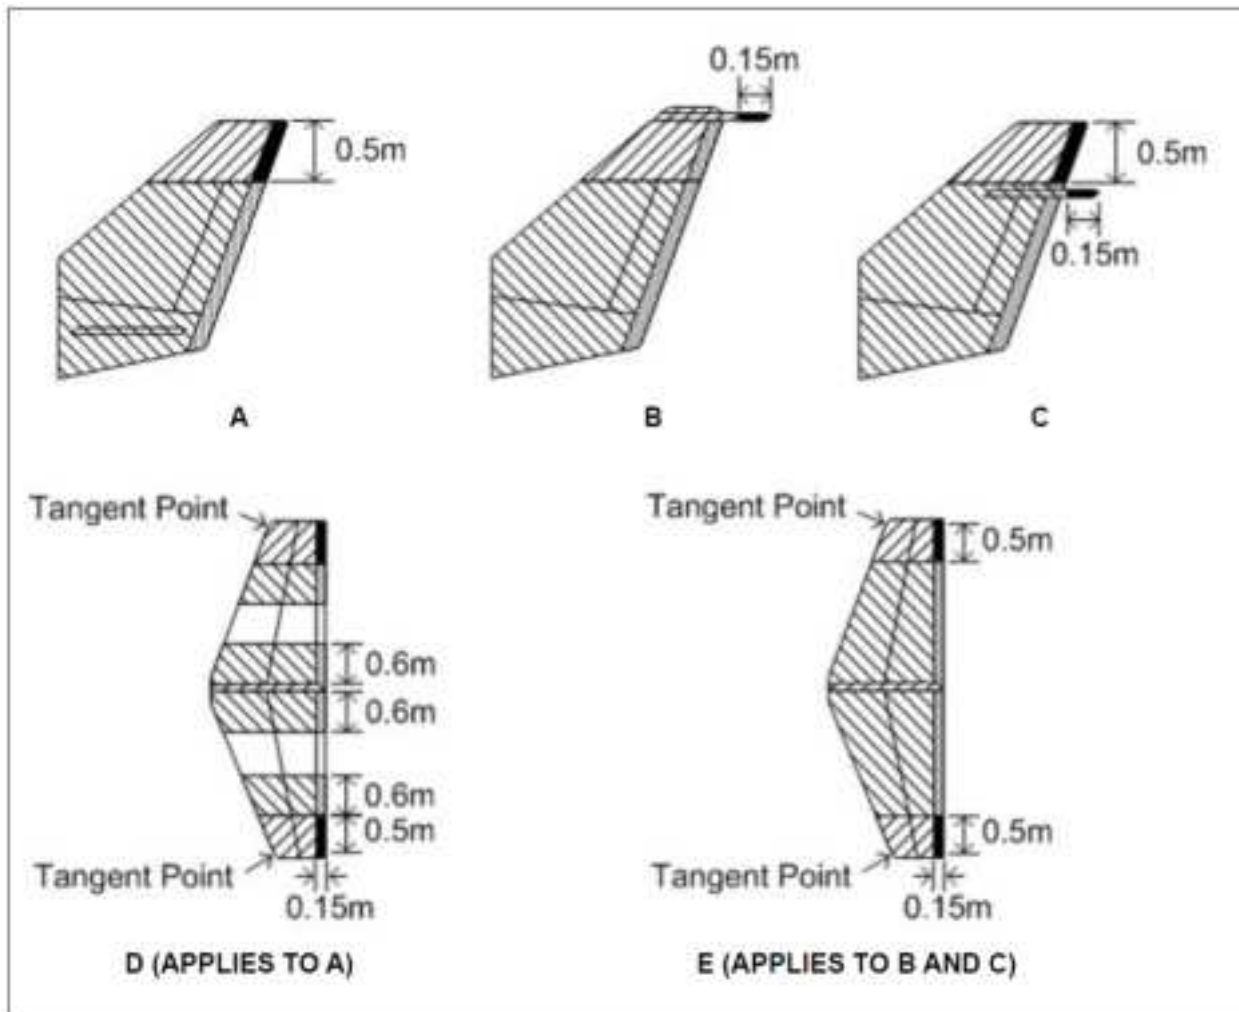 0.15m
0.5m
0.5m
0.15m
A
B
C
Tangent Point
0.6m
0.6m
0.6m
0.5m
Tangent Point
0.15m
Tangent Point
0.5m
0.5m
Tangent Point
0.15m
D (APPLIES TO A)
E (APPLIES TO B AND C)